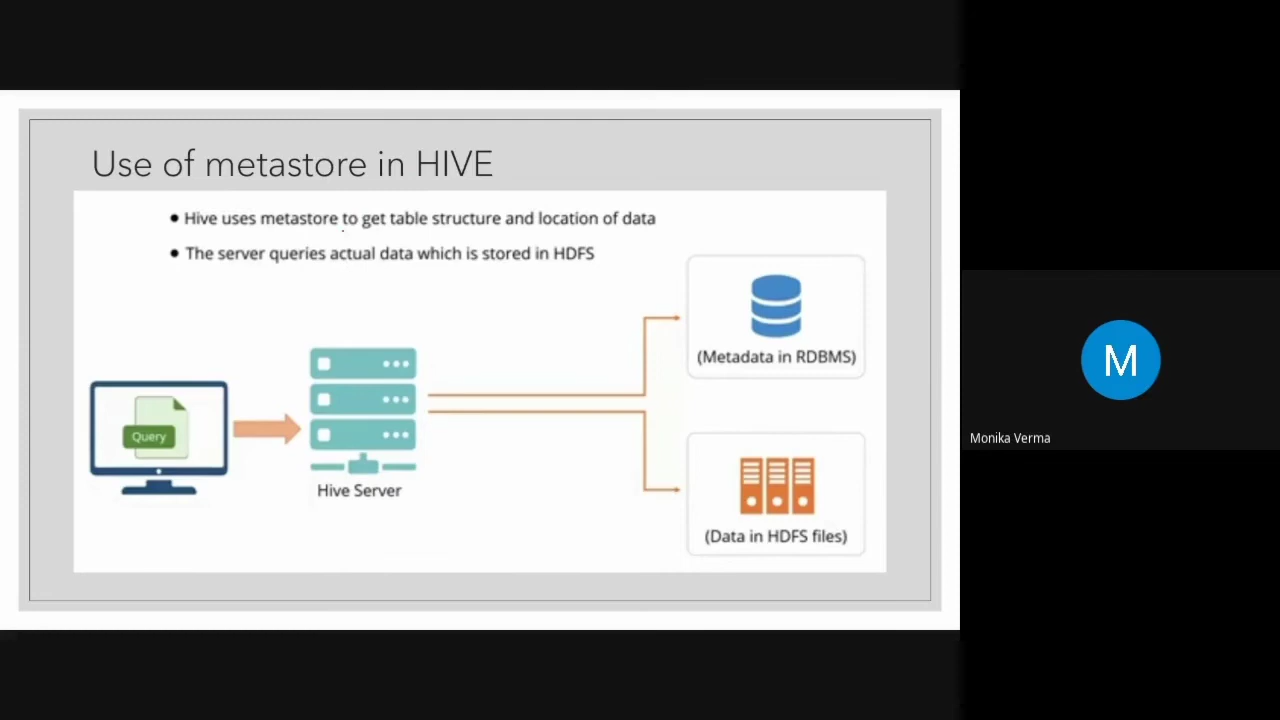 Use of metastore in HIVE
● Hive uses metastore to get table structure and location of data
● The server queries actual data which is stored in HDFS
(Metadata in RDBMS)
Query
Hive Server
(Data in HDFS files)
M
Monika Verma